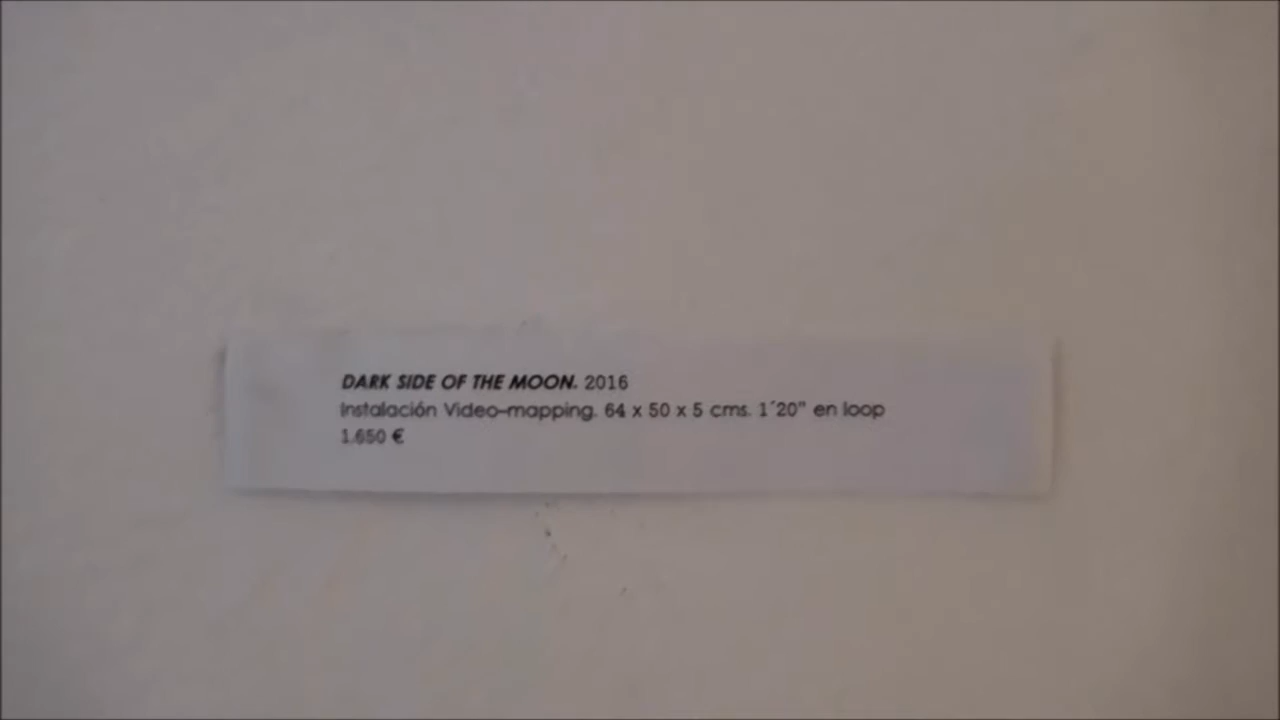 DARK SIDE OF THE MOON. 2016
Instalación Video-mapping. 64 x 50 x 5 cms. 1´20" en loop
1.650 €